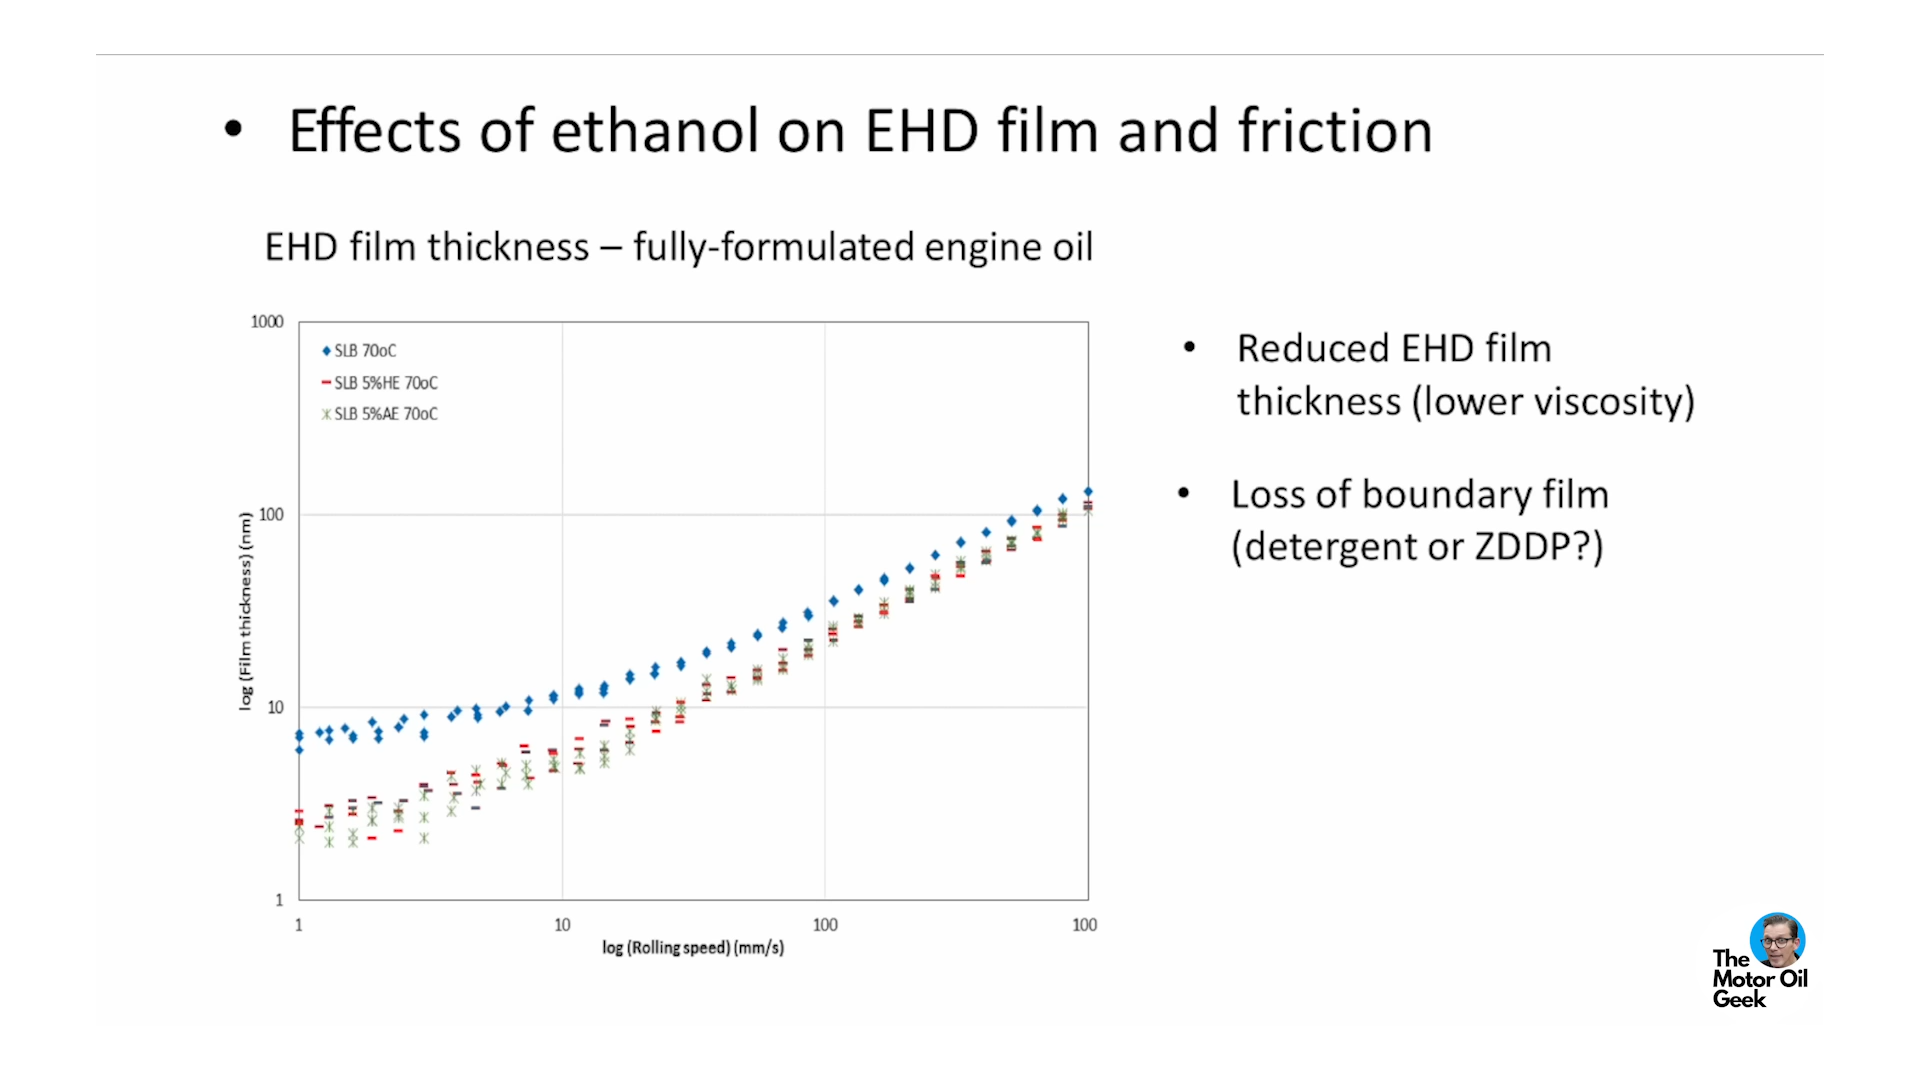 • Effects of ethanol on EHD film and friction
EHD film thickness – fully-formulated engine oil
1000
100
10
1
log (Film thickness) (nm)
SLB 70oC
SLB 5%HE 70oC
SLB 5%AE 70oC
1
10
100
100
log (Rolling speed) (mm/s)
• Reduced EHD film
thickness (lower viscosity)
• Loss of boundary film
(detergent or ZDDP?)
The
Motor Oil
Geek